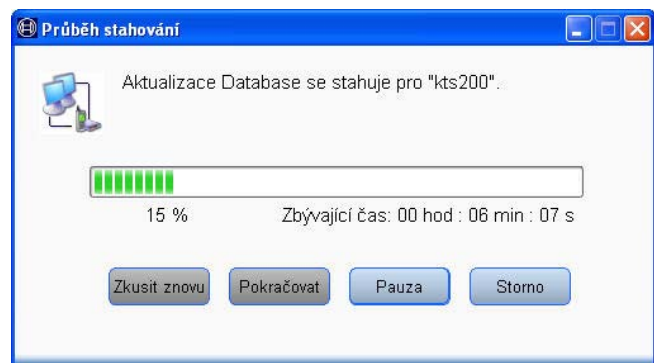 Průběh stahování
Aktualizace Database se stahuje pro "kts200".
15 % Zbývající čas: 00 hod : 06 min : 07 s
Zkusit znovu Pokračovat Pauza Storno